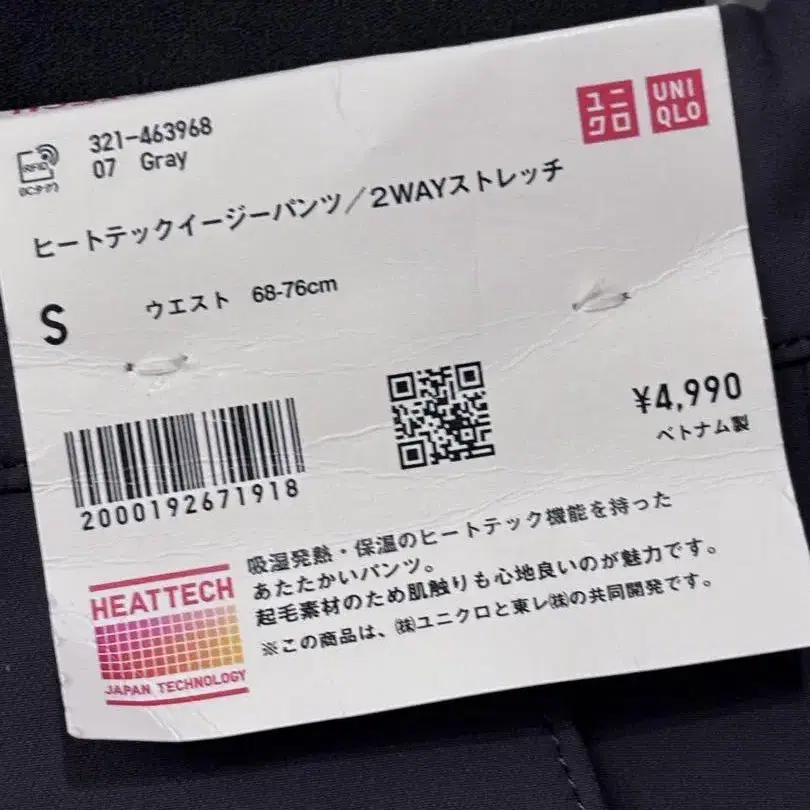 321-463968
07 Gray
RFID
ユニクロ
UNIQLO
ヒートテックイージーパンツ/2WAYストレッチ
S ウエスト 68-76cm
¥4,990
ベトナム製
2000192671918
HEATTECH
JAPAN TECHNOLOGY
吸湿発熱・保温のヒートテック機能を持った
あたたかいパンツ。
起毛素材のため肌触りも心地良いのが魅力です。
※この商品は、㈱ユニクロと東レ㈱の共同開発です。